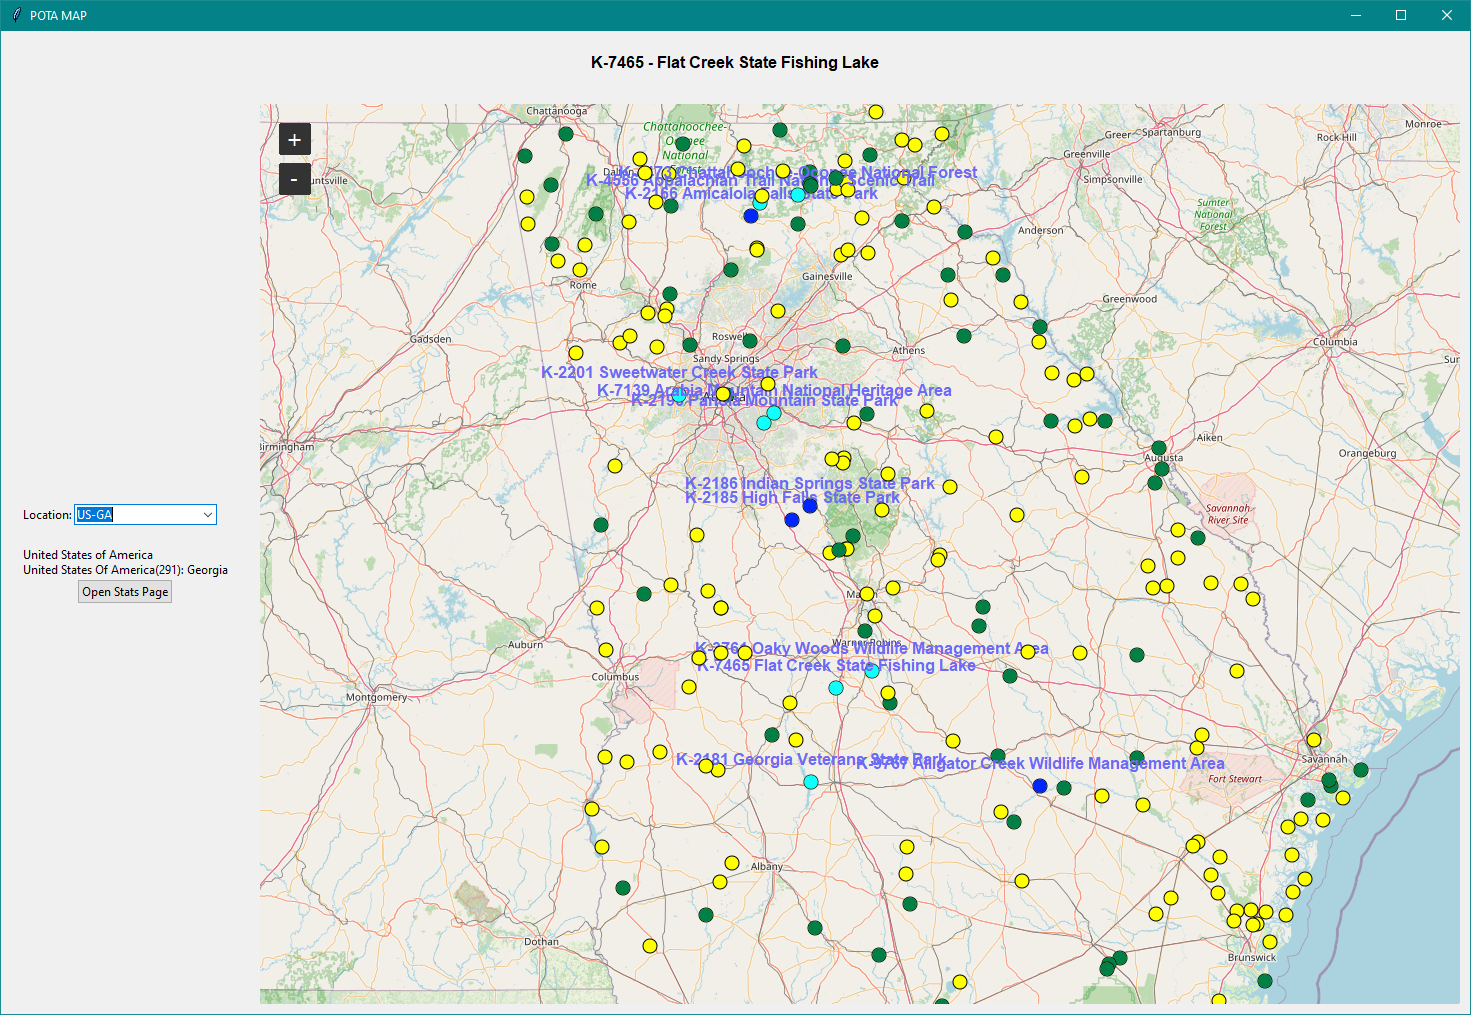 POTA MAP
K-7465 - Flat Creek State Fishing Lake
+
-
Location: US-GA
United States of America
United States Of America(291): Georgia
Open Stats Page
Chattanooga
Chattahoochee-
National
Greer
Spartanburg
Monroe
Rock Hill
Greenville
Simpsonville
Chattahoochee-Oconee National Forest
K-4556 Appalachian Trail National Scenic Trail
K-2166 Amicalola Falls State Park
Sumter
National
Forest
Anderson
Gainesville
Rome
Greenwood
Gadsden
Roswell
Columbia
Athens
Sandy Springs
K-2201 Sweetwater Creek State Park
K-7139 Arabia Mountain National Heritage Area
Panola Mountain State Park
Aiken
Birmingham
Orangeburg
Augusta
K-2186 Indian Springs State Park
K-2185 High Falls State Park
Savannah
River Site
Auburn
Warner Robins
Oaky Woods Wildlife Management Area
K-7465 Flat Creek State Fishing Lake
Columbus
Montgomery
K-2181 Georgia Veterans State Park
Alligator Creek Wildlife Management Area
Savannah
Fort Stewart
Albany
Dothan
Brunswick